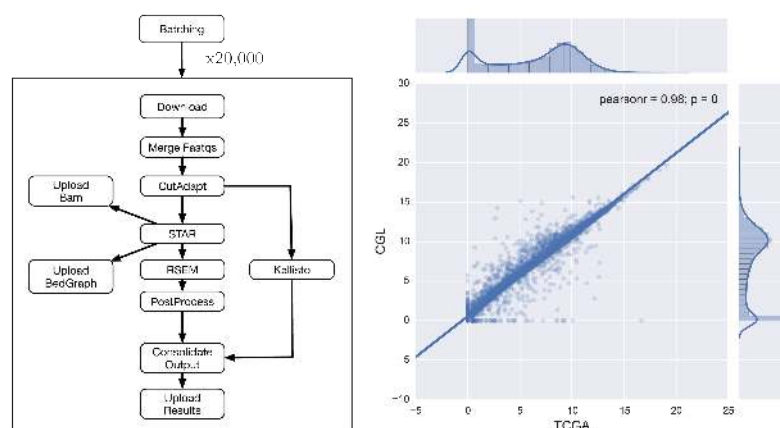 Batching
x20,000
Download
Merge Fastqs
CutAdapt
Upload
Bam
STAR
Upload
BedGraph
RSEM
Kallisto
PostProcess
Consolidate
Output
Upload
Results
pearsonr = 0.98; p = 0
30
25
20
15
10
5
0
5
−10
CGL
−5
0
5
10
15
20
25
TCGA